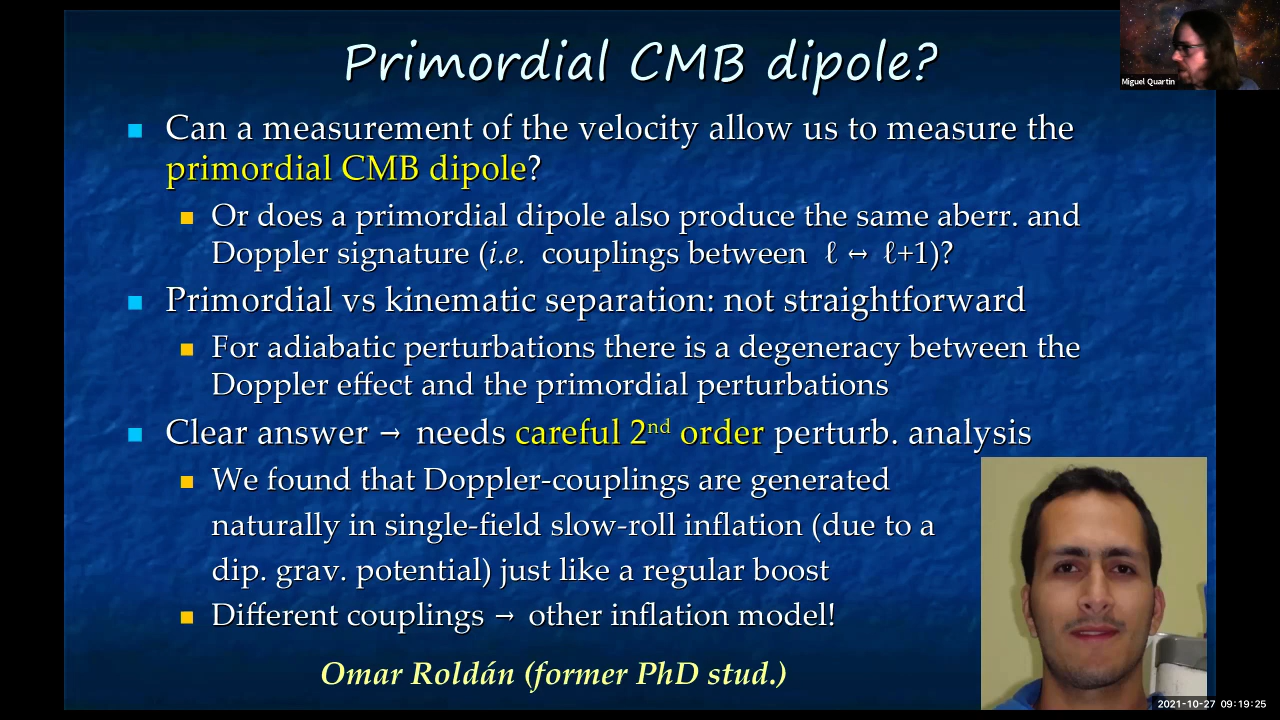 Primordial CMB dipole?
Miguel Quartin
Can a measurement of the velocity allow us to measure the
primordial CMB dipole?
Or does a primordial dipole also produce the same aberr. and
Doppler signature (i.e. couplings between ℓ ↔ ℓ+1)?
Primordial vs kinematic separation: not straightforward
For adiabatic perturbations there is a degeneracy between the
Doppler effect and the primordial perturbations
Clear answer → needs careful 2nd order perturb. analysis
We found that Doppler-couplings are generated
naturally in single-field slow-roll inflation (due to a
dip. grav. potential) just like a regular boost
Different couplings → other inflation model!
Omar Roldán (former PhD stud.)
2021-10-27 09:19:25